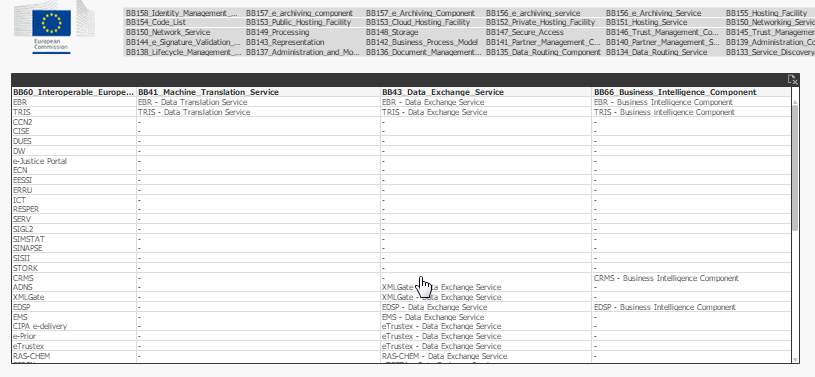 European
Commission
BB158_Identity_Management_... BB157_e_archiving_component BB157_e_Archiving_Component BB156_e_archiving_service BB156_e_Archiving_Service BB155_Hosting_Facility
BB154_Code_List BB153_Public_Hosting_Facility BB153_Cloud_Hosting_Facility BB152_Private_Hosting_Facility BB151_Hosting_Service BB150_Networking_Servic
BB150_Network_Service BB149_Processing BB148_Storage BB147_Secure_Access BB146_Trust_Management_Co... BB145_Trust_Manageme
BB144_e_Signature_Validation_... BB143_Representation BB142_Business_Process_Model BB141_Partner_Management_C... BB140_Partner_Management_S... BB139_Administration_Co
BB138_Lifecycle_Management_... BB137_Administration_and_Mo... BB136_Document_Management... BB135_Data_Routing_Component BB134_Data_Routing_Service BB133_Service_Discovery
BB60_Interoperable_Europe... BB41_Machine_Translation_Service BB43_Data_Exchange_Service BB66_Business_Intelligence_Component
EBR EBR - Data Translation Service EBR - Data Exchange Service EBR - Business Intelligence Component
TRIS TRIS - Data Translation Service TRIS - Data Exchange Service TRIS - Business intelligence Component
CCN2 - - -
CISE - - -
DUES - - -
DW - - -
e-Justice Portal - - -
ECN - - -
EESSI - - -
ERRU - - -
ICT - - -
RESPER - - -
SERV - - -
SIGL2 - - -
SIMSTAT - - -
SINAPSE - - -
SISII - - -
STORK - - -
CRMS - - CRMS - Business Intelligence Component
ADNS - XMLGate Data Exchange Service -
XMLGate - XMLGate - Data Exchange Service -
EDSP - EDSP - Data Exchange Service EDSP - Business Intelligence Component
EMS - EMS - Data Exchange Service -
CIPA e-delivery - eTrustex - Data Exchange Service -
e-Prior - eTrustex - Data Exchange Service -
eTrustex - eTrustex - Data Exchange Service -
RAS-CHEM - RAS-CHEM - Data Exchange Service -